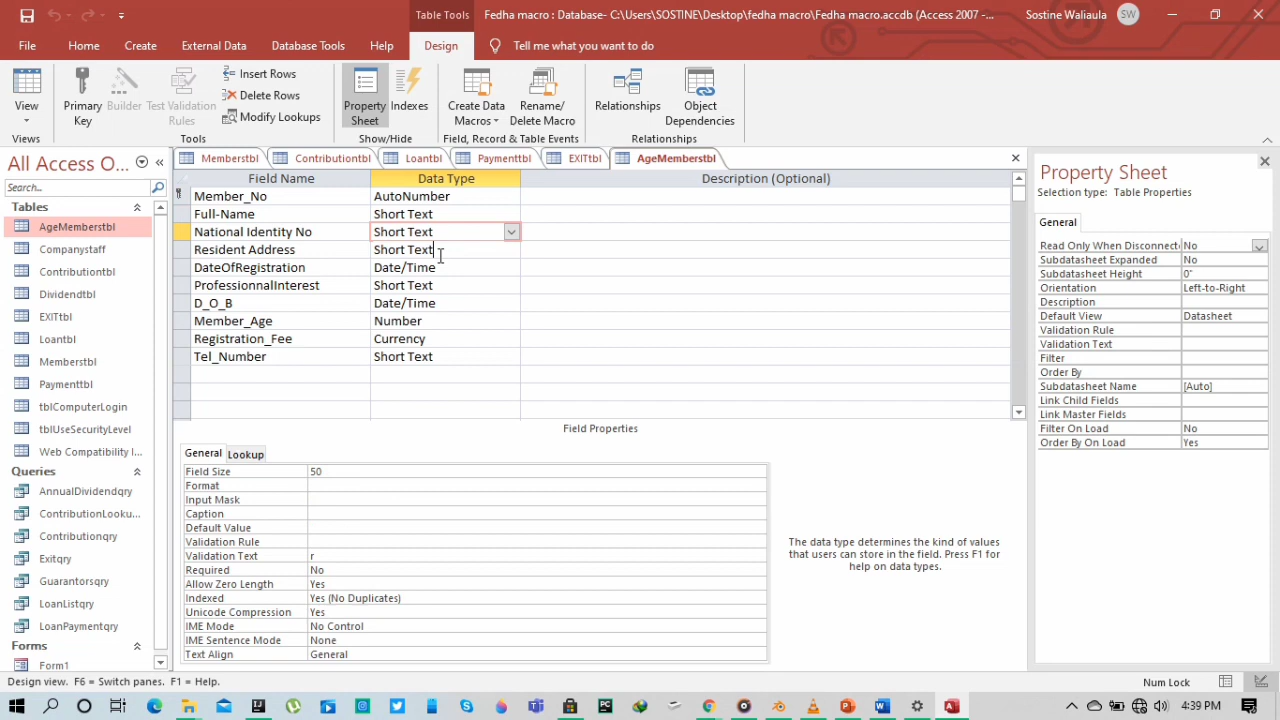 Table Tools
Fedha macro : Database- C:\Users\SOSTINE\Desktop\fedha macro\Fedha macro.accdb (Access 2007 -...
Sostine Waliaula
SW
File
Home
Create
External Data
Database Tools
Help
Design
Tell me what you want to do
View
Primary Key
Builder
Test Validation Rules
Insert Rows
Delete Rows
Modify Lookups
Property Sheet
Indexes
Create Data Macros
Rename/ Delete Macro
Relationships
Object Dependencies
Views
Tools
Show/Hide
Field, Record & Table Events
Relationships
All Access O...
Search...
Tables
AgeMemberstbl
Companystaff
Contributiontbl
Dividendtbl
EXITtbl
Loantbl
Memberstbl
Paymenttbl
tblComputerLogin
tblUseSecurityLevel
Web Compatibility I...
Queries
AnnualDividendqry
ContributionLooku...
Contributionqry
Exitqry
Guarantorsqry
LoanListqry
LoanPaymentqry
Forms
Form1
Memberstbl
Contributiontbl
Loantbl
Paymenttbl
EXITtbl
AgeMemberstbl
Field Name Data Type Description (Optional)
Member_No AutoNumber
Full-Name Short Text
National Identity No Short Text
Resident Address Short Text
DateOfRegistration Date/Time
ProfessionnalInterest Short Text
D_O_B Date/Time
Member_Age Number
Registration_Fee Currency
Tel_Number Short Text
Field Properties
General
Lookup
Field Size 50
Format
Input Mask
Caption
Default Value
Validation Rule
Validation Text r
Required No
Allow Zero Length Yes
Indexed Yes (No Duplicates)
Unicode Compression Yes
IME Mode No Control
IME Sentence Mode None
Text Align General
The data type determines the kind of values
that users can store in the field. Press F1 for
help on data types.
Property Sheet
Selection type: Table Properties
General
Read Only When Disconnect No
Subdatasheet Expanded No
Subdatasheet Height 0"
Orientation Left-to-Right
Description
Default View Datasheet
Validation Rule
Validation Text
Filter
Order By
Subdatasheet Name [Auto]
Link Child Fields
Link Master Fields
Filter On Load No
Order By On Load Yes
Design view. F6 = Switch panes. F1 = Help.
Num Lock
4:39 PM